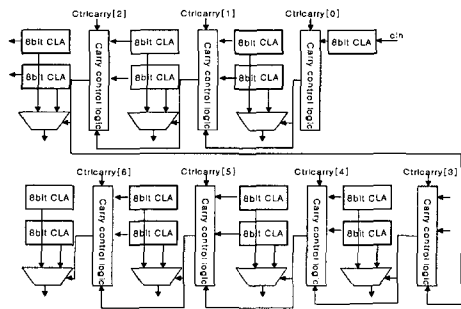 Ctrlcarry[2] Ctrlcarry[1] Ctrlcarry[0]
8bit CLA Carry control logic 8bit CLA Carry control logic 8bit CLA Carry control logic 8bit CLA cin
8bit CLA 8bit CLA 8bit CLA
Ctrlcarry[6] Ctrlcarry[5] Ctrlcarry[4] Ctrlcarry[3]
8bit CLA Carry control logic 8bit CLA Carry control logic 8bit CLA Carry control logic 8bit CLA Carry control logic
8bit CLA 8bit CLA 8bit CLA 8bit CLA